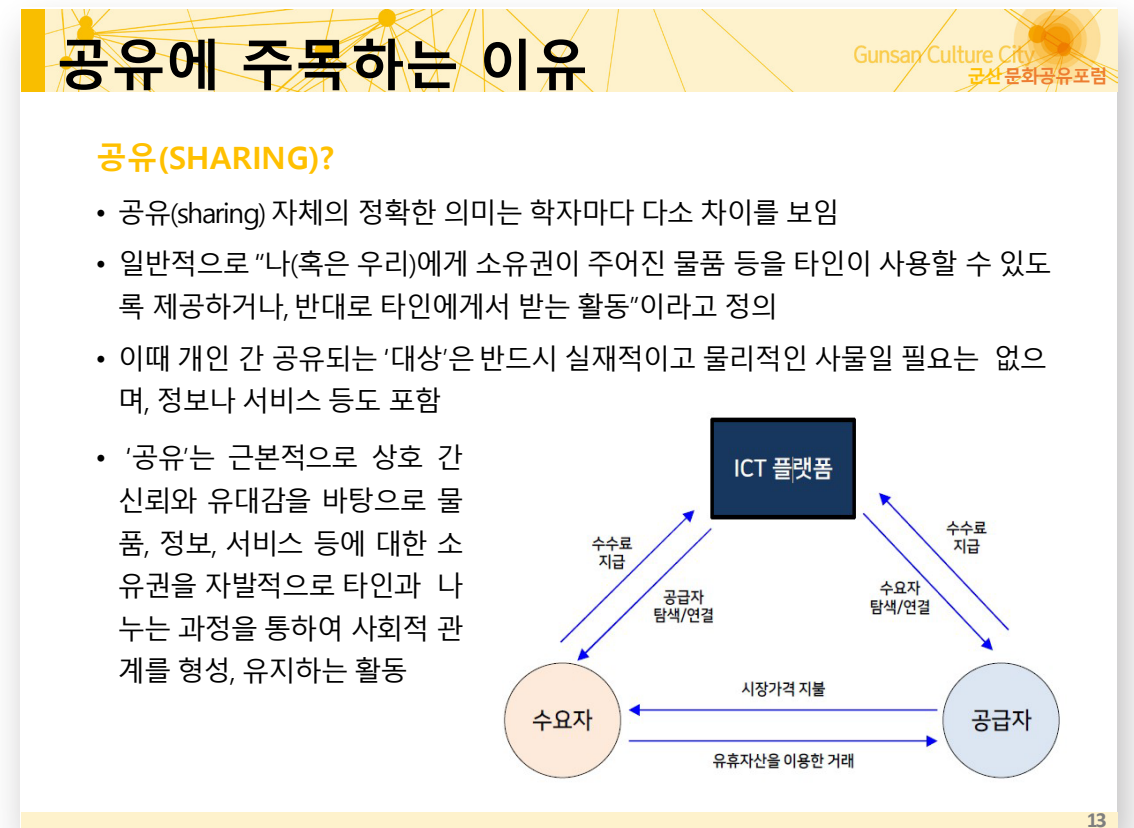 공유에 주목하는 이유
Gunsan Culture City
군산문화공유포럼
공유(SHARING)?
• 공유(sharing) 자체의 정확한 의미는 학자마다 다소 차이를 보임
• 일반적으로 “나(혹은 우리)에게 소유권이 주어진 물품 등을 타인이 사용할 수 있도
록 제공하거나, 반대로 타인에게서 받는 활동”이라고 정의
• 이때 개인 간 공유되는 ‘대상’은 반드시 실재적이고 물리적인 사물일 필요는 없으
며, 정보나 서비스 등도 포함
• ‘공유’는 근본적으로 상호 간
신뢰와 유대감을 바탕으로 물
품, 정보, 서비스 등에 대한 소
유권을 자발적으로 타인과 나
누는 과정을 통하여 사회적 관
계를 형성, 유지하는 활동
ICT 플랫폼
수수료
지급
공급자
탐색/연결
수수료
지급
수요자
탐색/연결
수요자
시장가격 지불
유휴자산을 이용한 거래
공급자
13